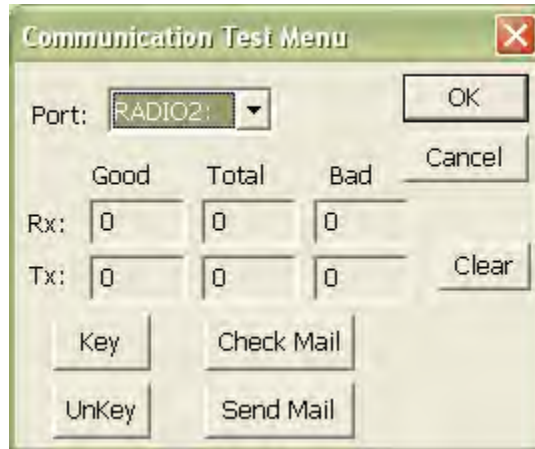 Communication Test Menu
Port: RADIO2:
OK
Cancel
Good Total Bad
Rx: 0 0 0
Tx: 0 0 0
Clear
Key Check Mail
UnKey Send Mail